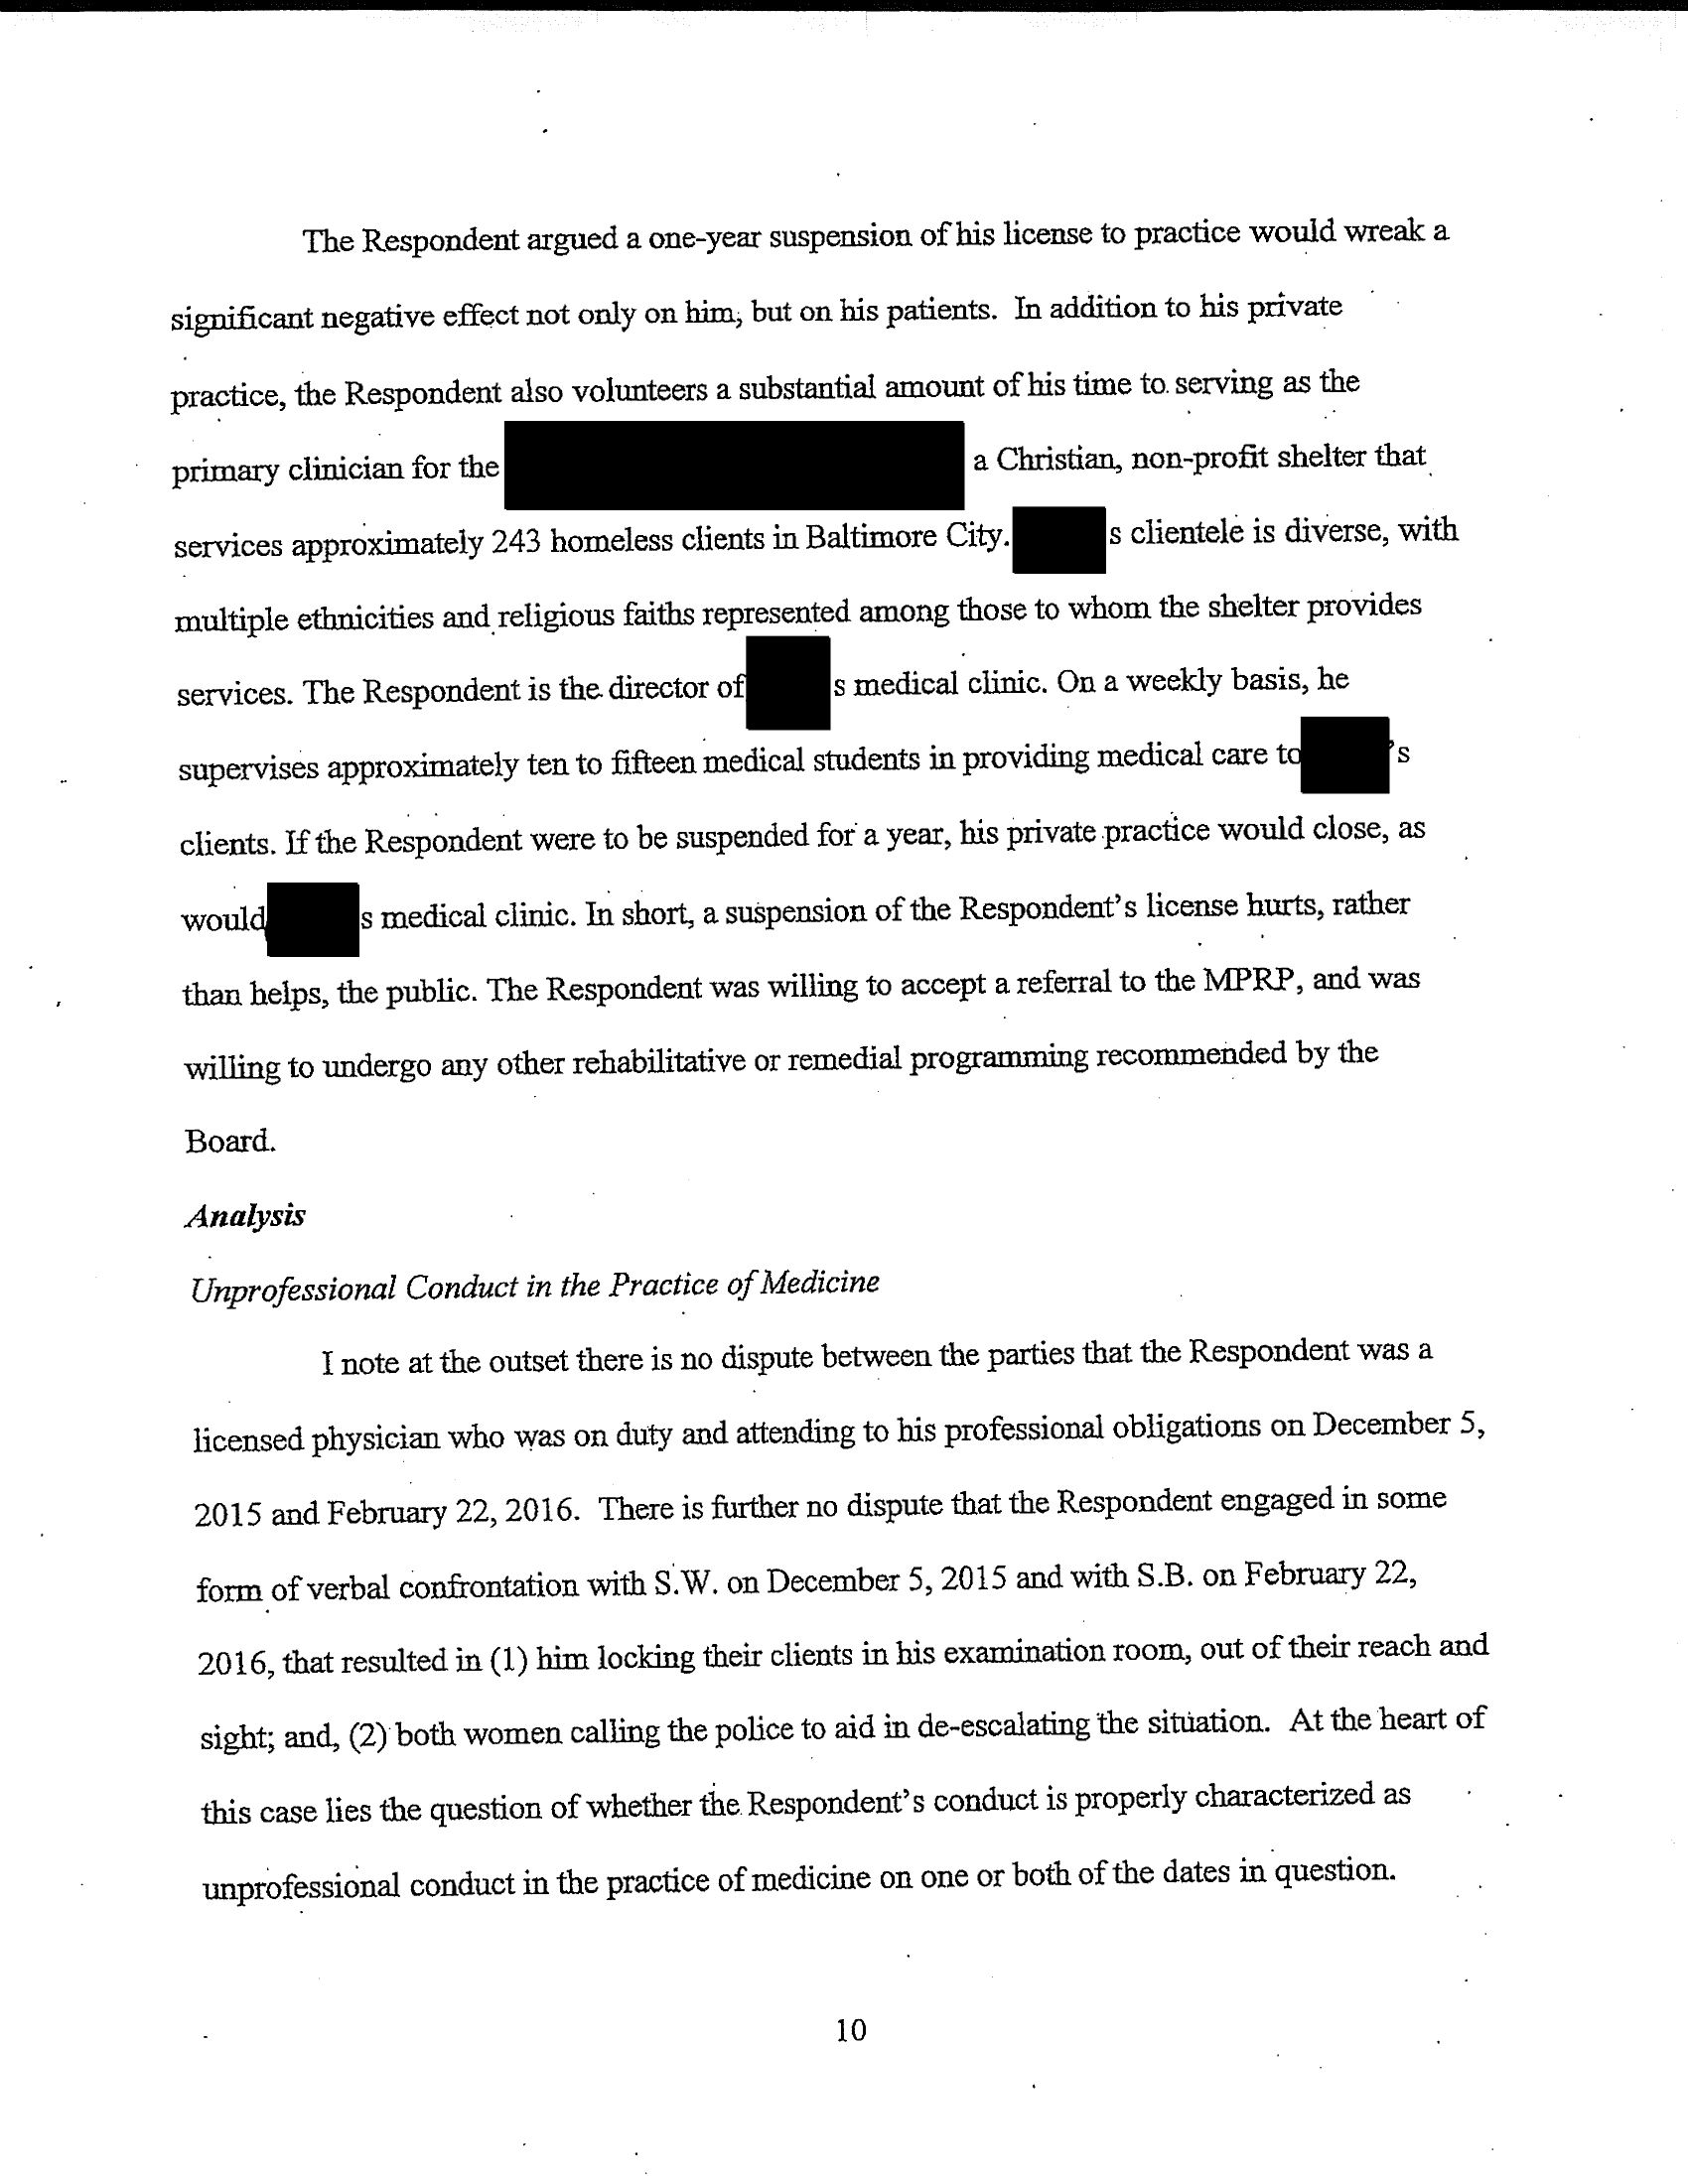 The Respondent argued a one-year suspension of his license to practice would wreak a
significant negative effect not only on him, but on his patients. In addition to his private
practice, the Respondent also volunteers a substantial amount of his time to serving as the
primary clinician for the a Christian, non-profit shelter that
services approximately 243 homeless clients in Baltimore City. s clientele is diverse, with
multiple ethnicities and religious faiths represented among those to whom the shelter provides
services. The Respondent is the director of s medical clinic. On a weekly basis, he
supervises approximately ten to fifteen medical students in providing medical care to 's
clients. If the Respondent were to be suspended for a year, his private practice would close, as
would s medical clinic. In short, a suspension of the Respondent's license hurts, rather
than helps, the public. The Respondent was willing to accept a referral to the MPRP, and was
willing to undergo any other rehabilitative or remedial programming recommended by the
Board.
Analysis
Unprofessional Conduct in the Practice of Medicine
I note at the outset there is no dispute between the parties that the Respondent was a
licensed physician who was on duty and attending to his professional obligations on December 5,
2015 and February 22, 2016. There is further no dispute that the Respondent engaged in some
form of verbal confrontation with S.W. on December 5, 2015 and with S.B. on February 22,
2016, that resulted in (1) him locking their clients in his examination room, out of their reach and
sight; and, (2) both women calling the police to aid in de-escalating the situation. At the heart of
this case lies the question of whether the Respondent's conduct is properly characterized as
unprofessional conduct in the practice of medicine on one or both of the dates in question.
10